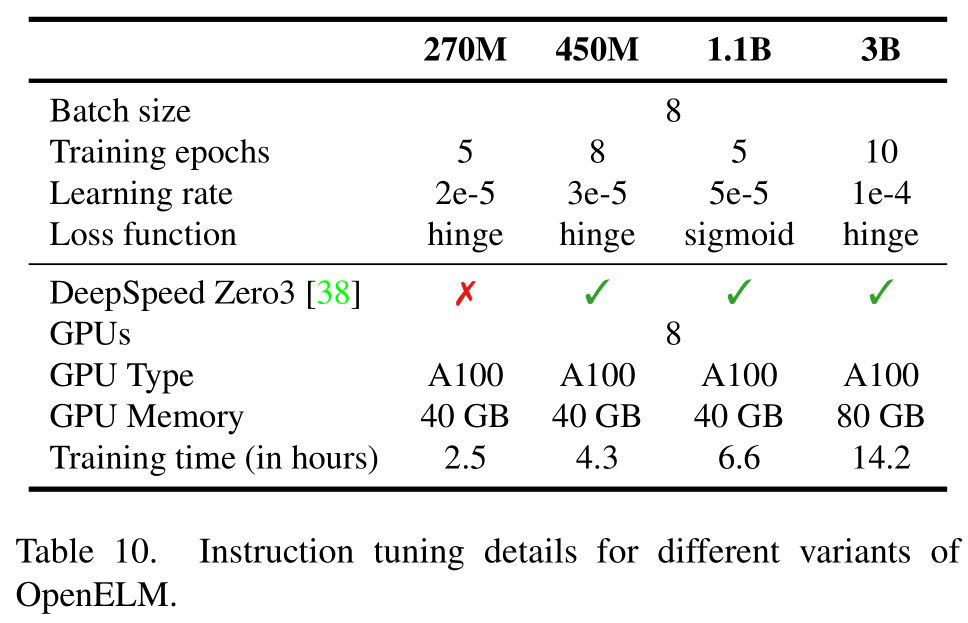 270M 450M 1.1B 3B
Batch size 8
Training epochs 5 8 5 10
Learning rate 2e-5 3e-5 5e-5 1e-4
Loss function hinge hinge sigmoid hinge
DeepSpeed Zero3 [38] ✗ ✓ ✓ ✓
GPUs 8
GPU Type A100 A100 A100 A100
GPU Memory 40 GB 40 GB 40 GB 80 GB
Training time (in hours) 2.5 4.3 6.6 14.2
Table 10. Instruction tuning details for different variants of
OpenELM.